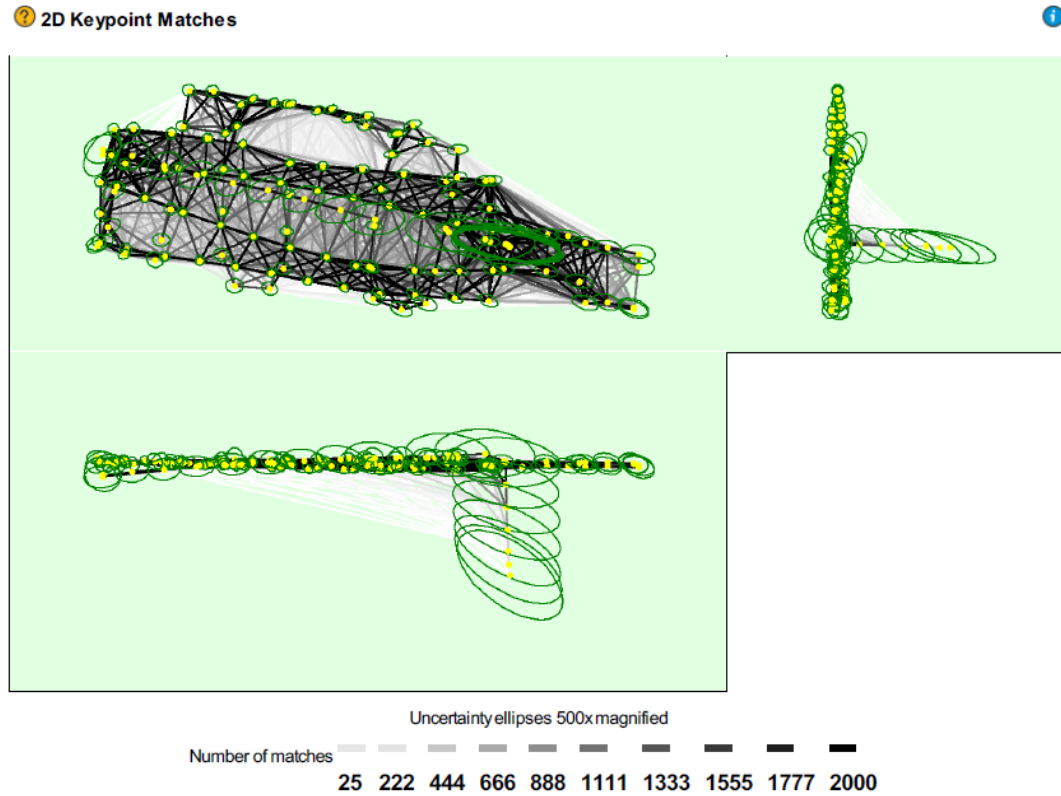 ? 2D Keypoint Matches i
Uncertainty ellipses 500x magnified
Number of matches
25 222 444 666 888 1111 1333 1555 1777 2000